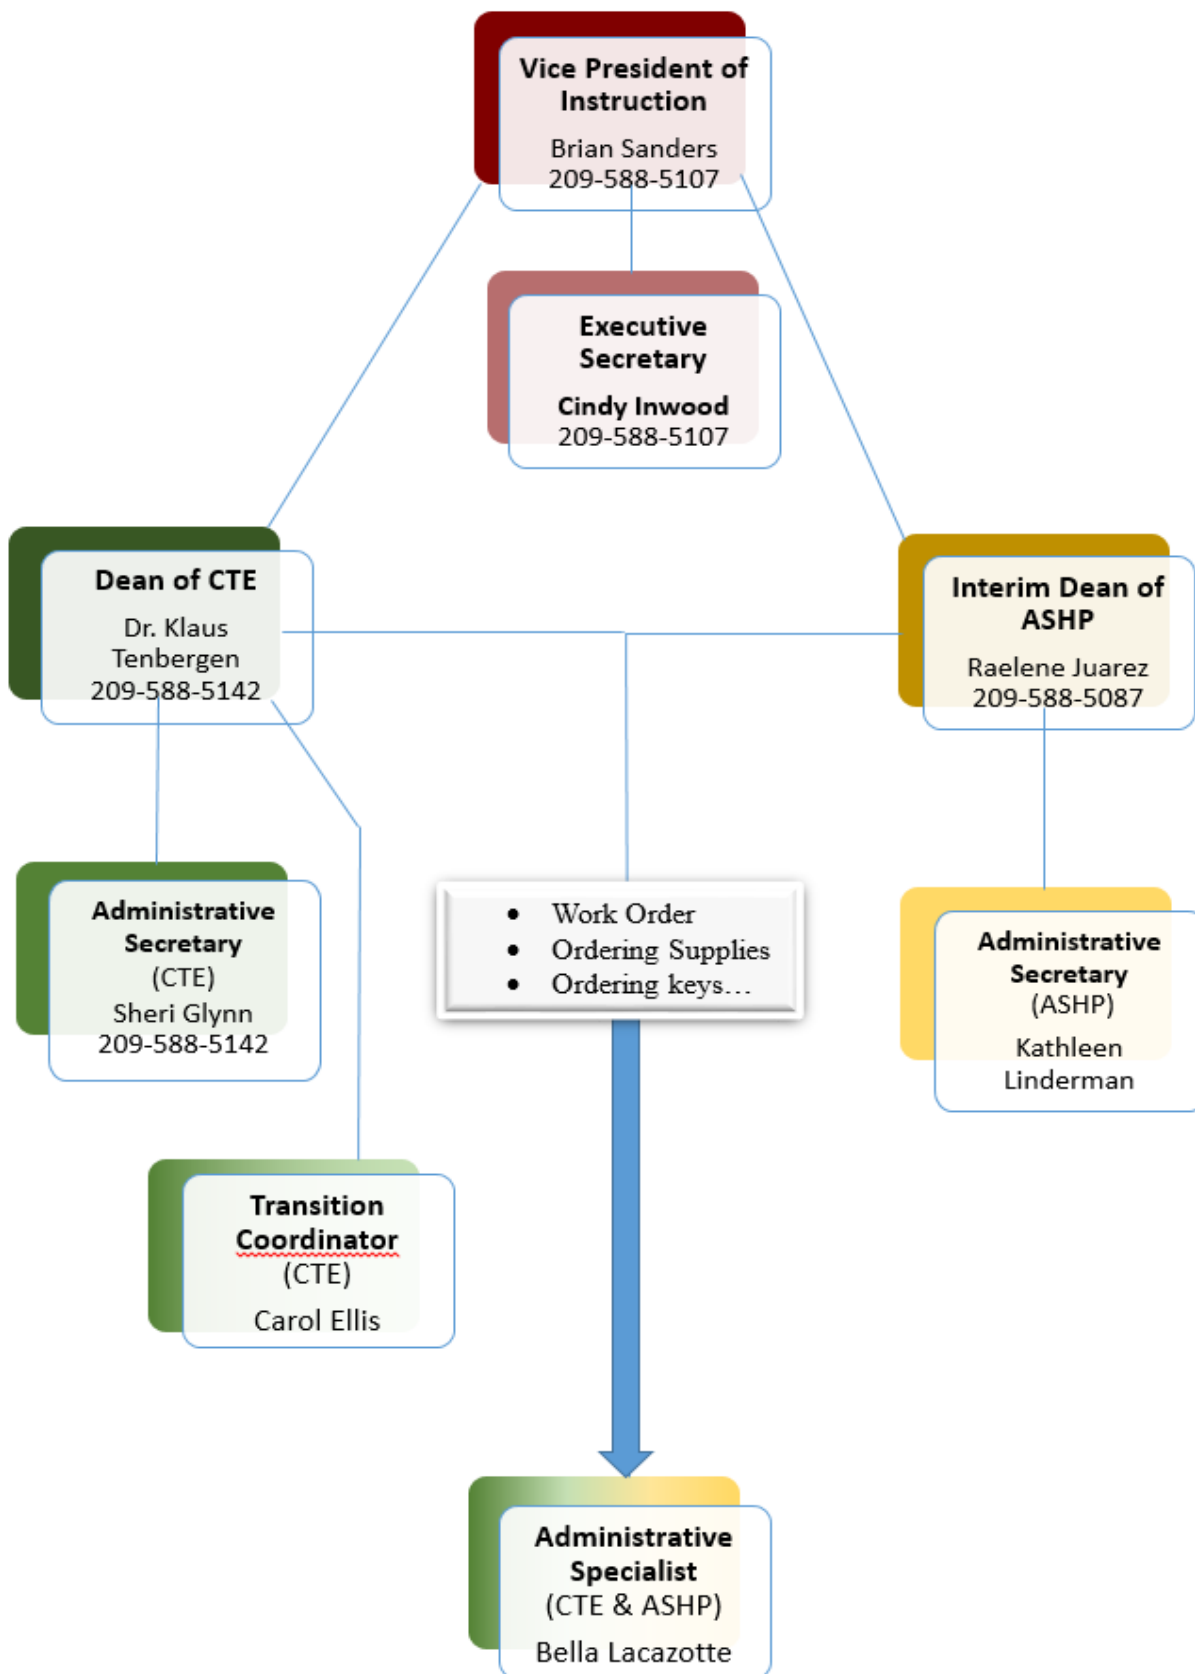 Vice President of
Instruction
Brian Sanders
209-588-5107
Executive
Secretary
Cindy Inwood
209-588-5107
Dean of CTE
Dr. Klaus
Tenbergen
209-588-5142
Interim Dean of
ASHP
Raelene Juarez
209-588-5087
Administrative
Secretary
(CTE)
Sheri Glynn
209-588-5142
• Work Order
• Ordering Supplies
• Ordering keys...
Administrative
Secretary
(ASHP)
Kathleen
Linderman
Transition
Coordinator
(CTE)
Carol Ellis
Administrative
Specialist
(CTE & ASHP)
Bella Lacazotte